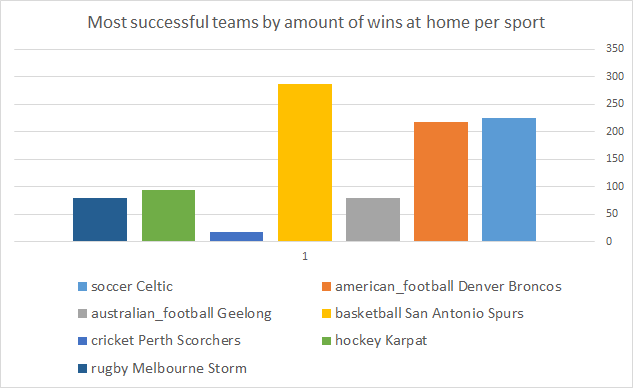 Most successful teams by amount of wins at home per sport
350
300
250
200
150
100
50
0
1
soccer Celtic
american_football Denver Broncos
australian_football Geelong
basketball San Antonio Spurs
cricket Perth Scorchers
hockey Karpat
rugby Melbourne Storm